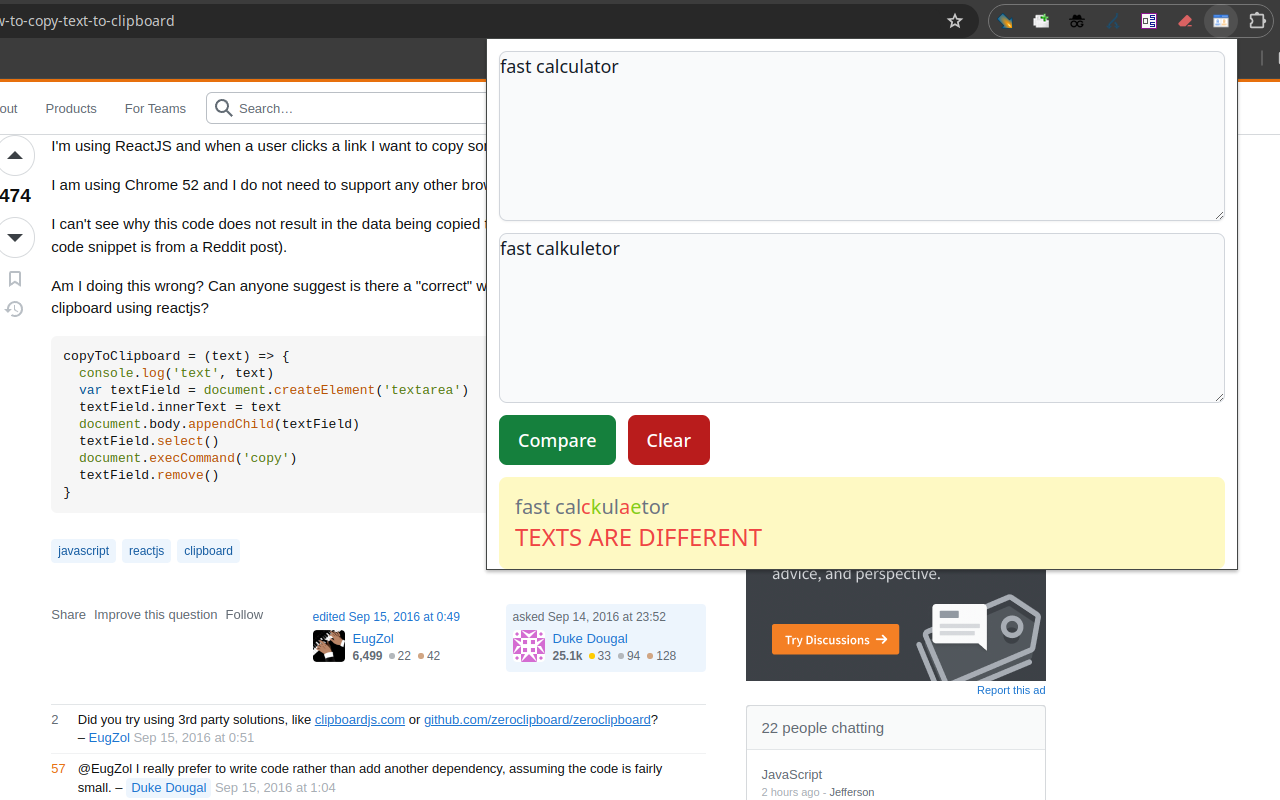 w-to-copy-text-to-clipboard
out Products For Teams Search…
I'm using ReactJS and when a user clicks a link I want to copy
474
I am using Chrome 52 and I do not need to support any other
I can't see why this code does not result in the data being copied
code snippet is from a Reddit post).
Am I doing this wrong? Can anyone suggest is there a "correct"
clipboard using reactjs?
copyToClipboard = (text) => {
console.log('text', text)
var textField = document.createElement('textarea')
textField.innerText = text
document.body.appendChild(textField)
textField.select()
document.execCommand('copy')
textField.remove()
}
javascript reactjs clipboard
fast calculator
fast calkuletor
Compare Clear
fast calckulaetor
TEXTS ARE DIFFERENT
Share Improve this question Follow
edited Sep 15, 2016 at 0:49
EugZol
6,499 22 42
asked Sep 14, 2016 at 23:52
Duke Dougal
25.1k 33 94 128
2 Did you try using 3rd party solutions, like clipboardjs.com or github.com/zeroclipboard/zeroclipboard?
– EugZol Sep 15, 2016 at 0:51
57 @EugZol I really prefer to write code rather than add another dependency, assuming the code is fairly
small. – Duke Dougal Sep 15, 2016 at 1:04
advice, and perspective.
Try Discussions
Report this ad
22 people chatting
JavaScript
2 hours ago - Jefferson